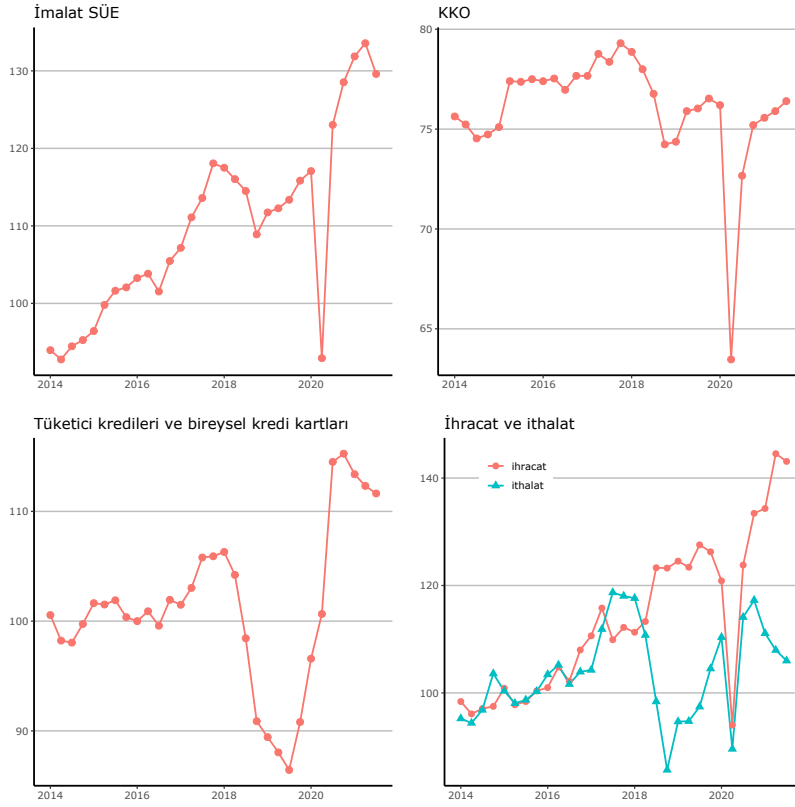 İmalat SÜE
130
120
110
100
2014 2016 2018 2020
KKO
80
75
70
65
2014 2016 2018 2020
Tüketici kredileri ve bireysel kredi kartları
110
100
90
2014 2016 2018 2020
İhracat ve ithalat
ihracat
ithalat
140
120
100
2014 2016 2018 2020